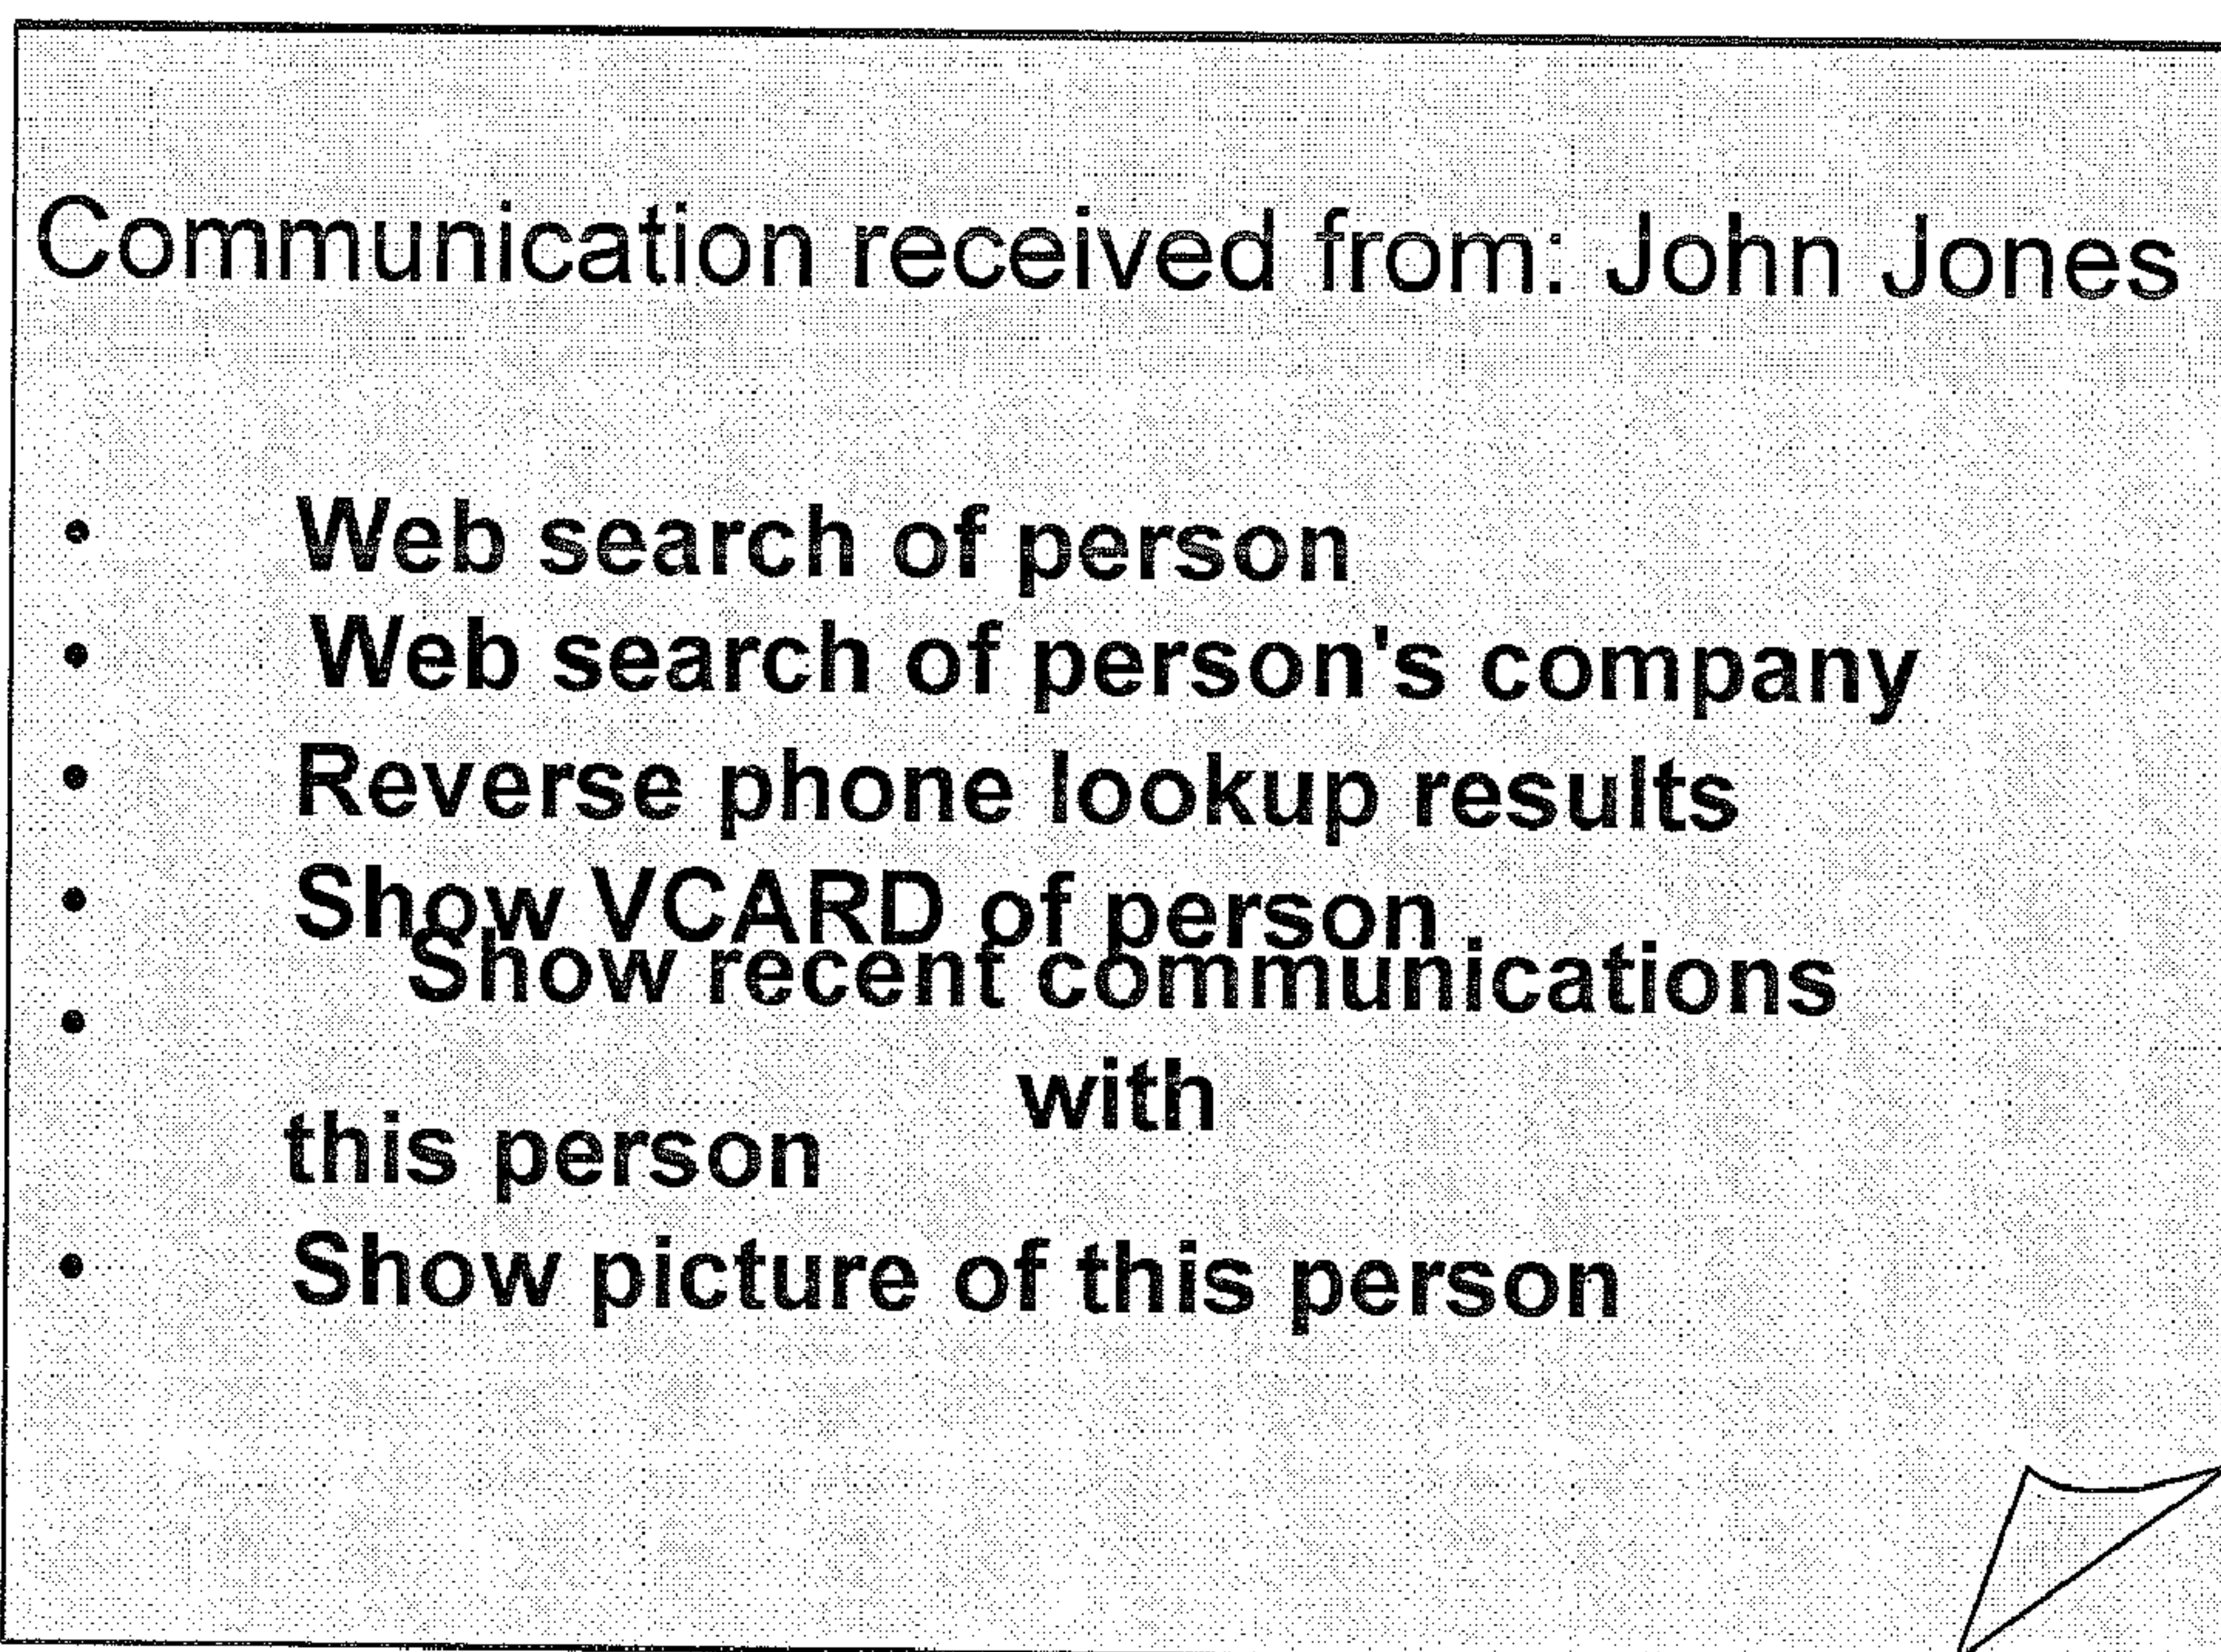 Communication received from: John Jones
• Web search of person
• Web search of person's company
• Reverse phone lookup results
• Show VCARD of person
• Show recent communications
with
this person
• Show picture of this person